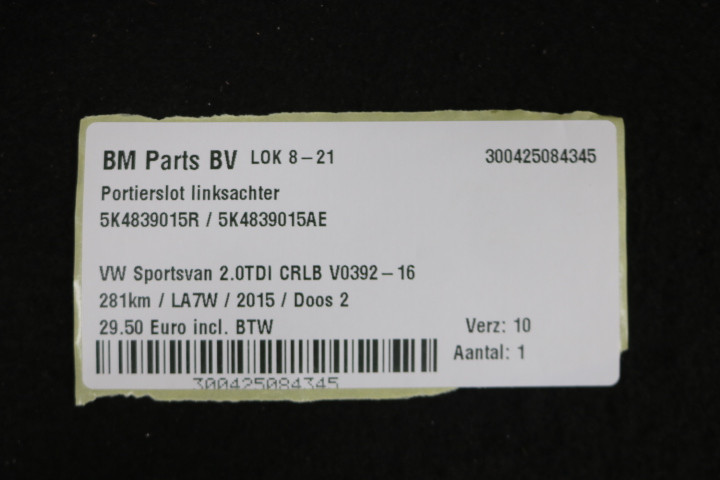 BM Parts BV LOK 8-21 300425084345
Portierslot linksachter
5K4839015R / 5K4839015AE
VW Sportsvan 2.0TDI CRLB V0392-16
281km / LA7W / 2015 / Doos 2
29.50 Euro incl. BTW Verz: 10
Aantal: 1
300425084345